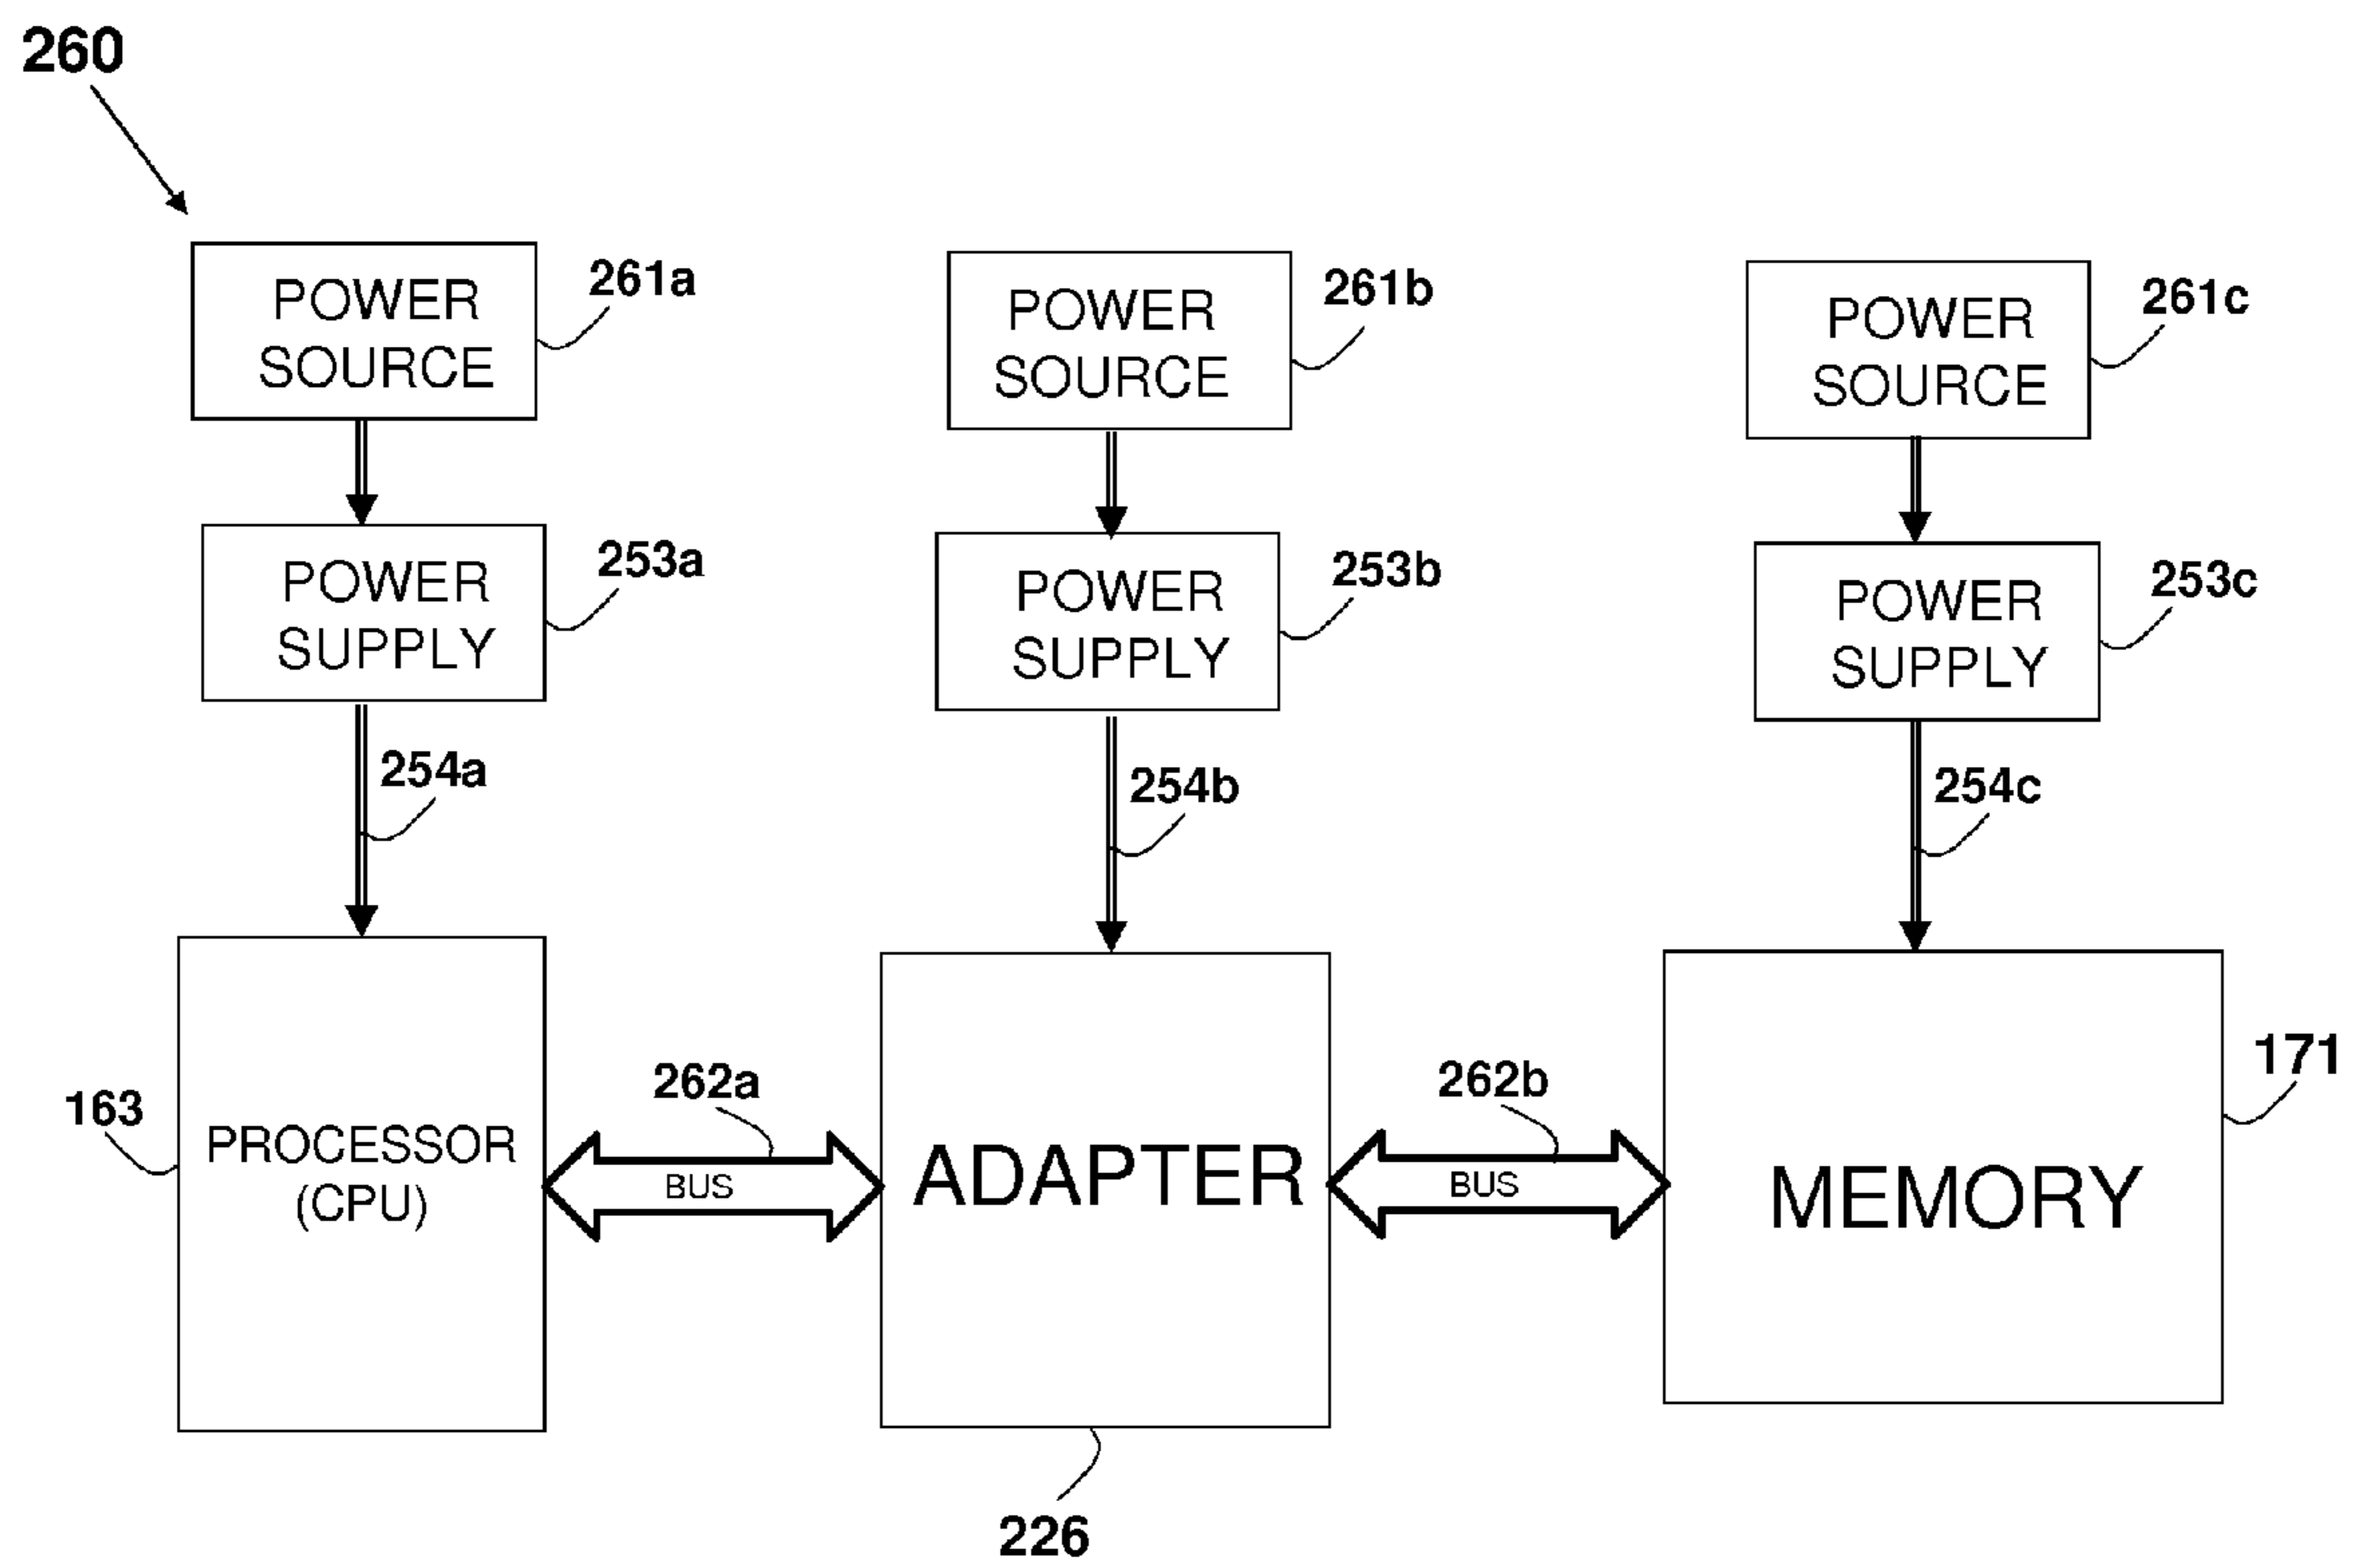 260
POWER
SOURCE
261a
POWER
SOURCE
261b
POWER
SOURCE
261c
POWER
SUPPLY
253a
POWER
SUPPLY
253b
POWER
SUPPLY
253c
254a
254b
254c
163
PROCESSOR
(CPU)
262a
BUS
ADAPTER
262b
BUS
MEMORY
171
226